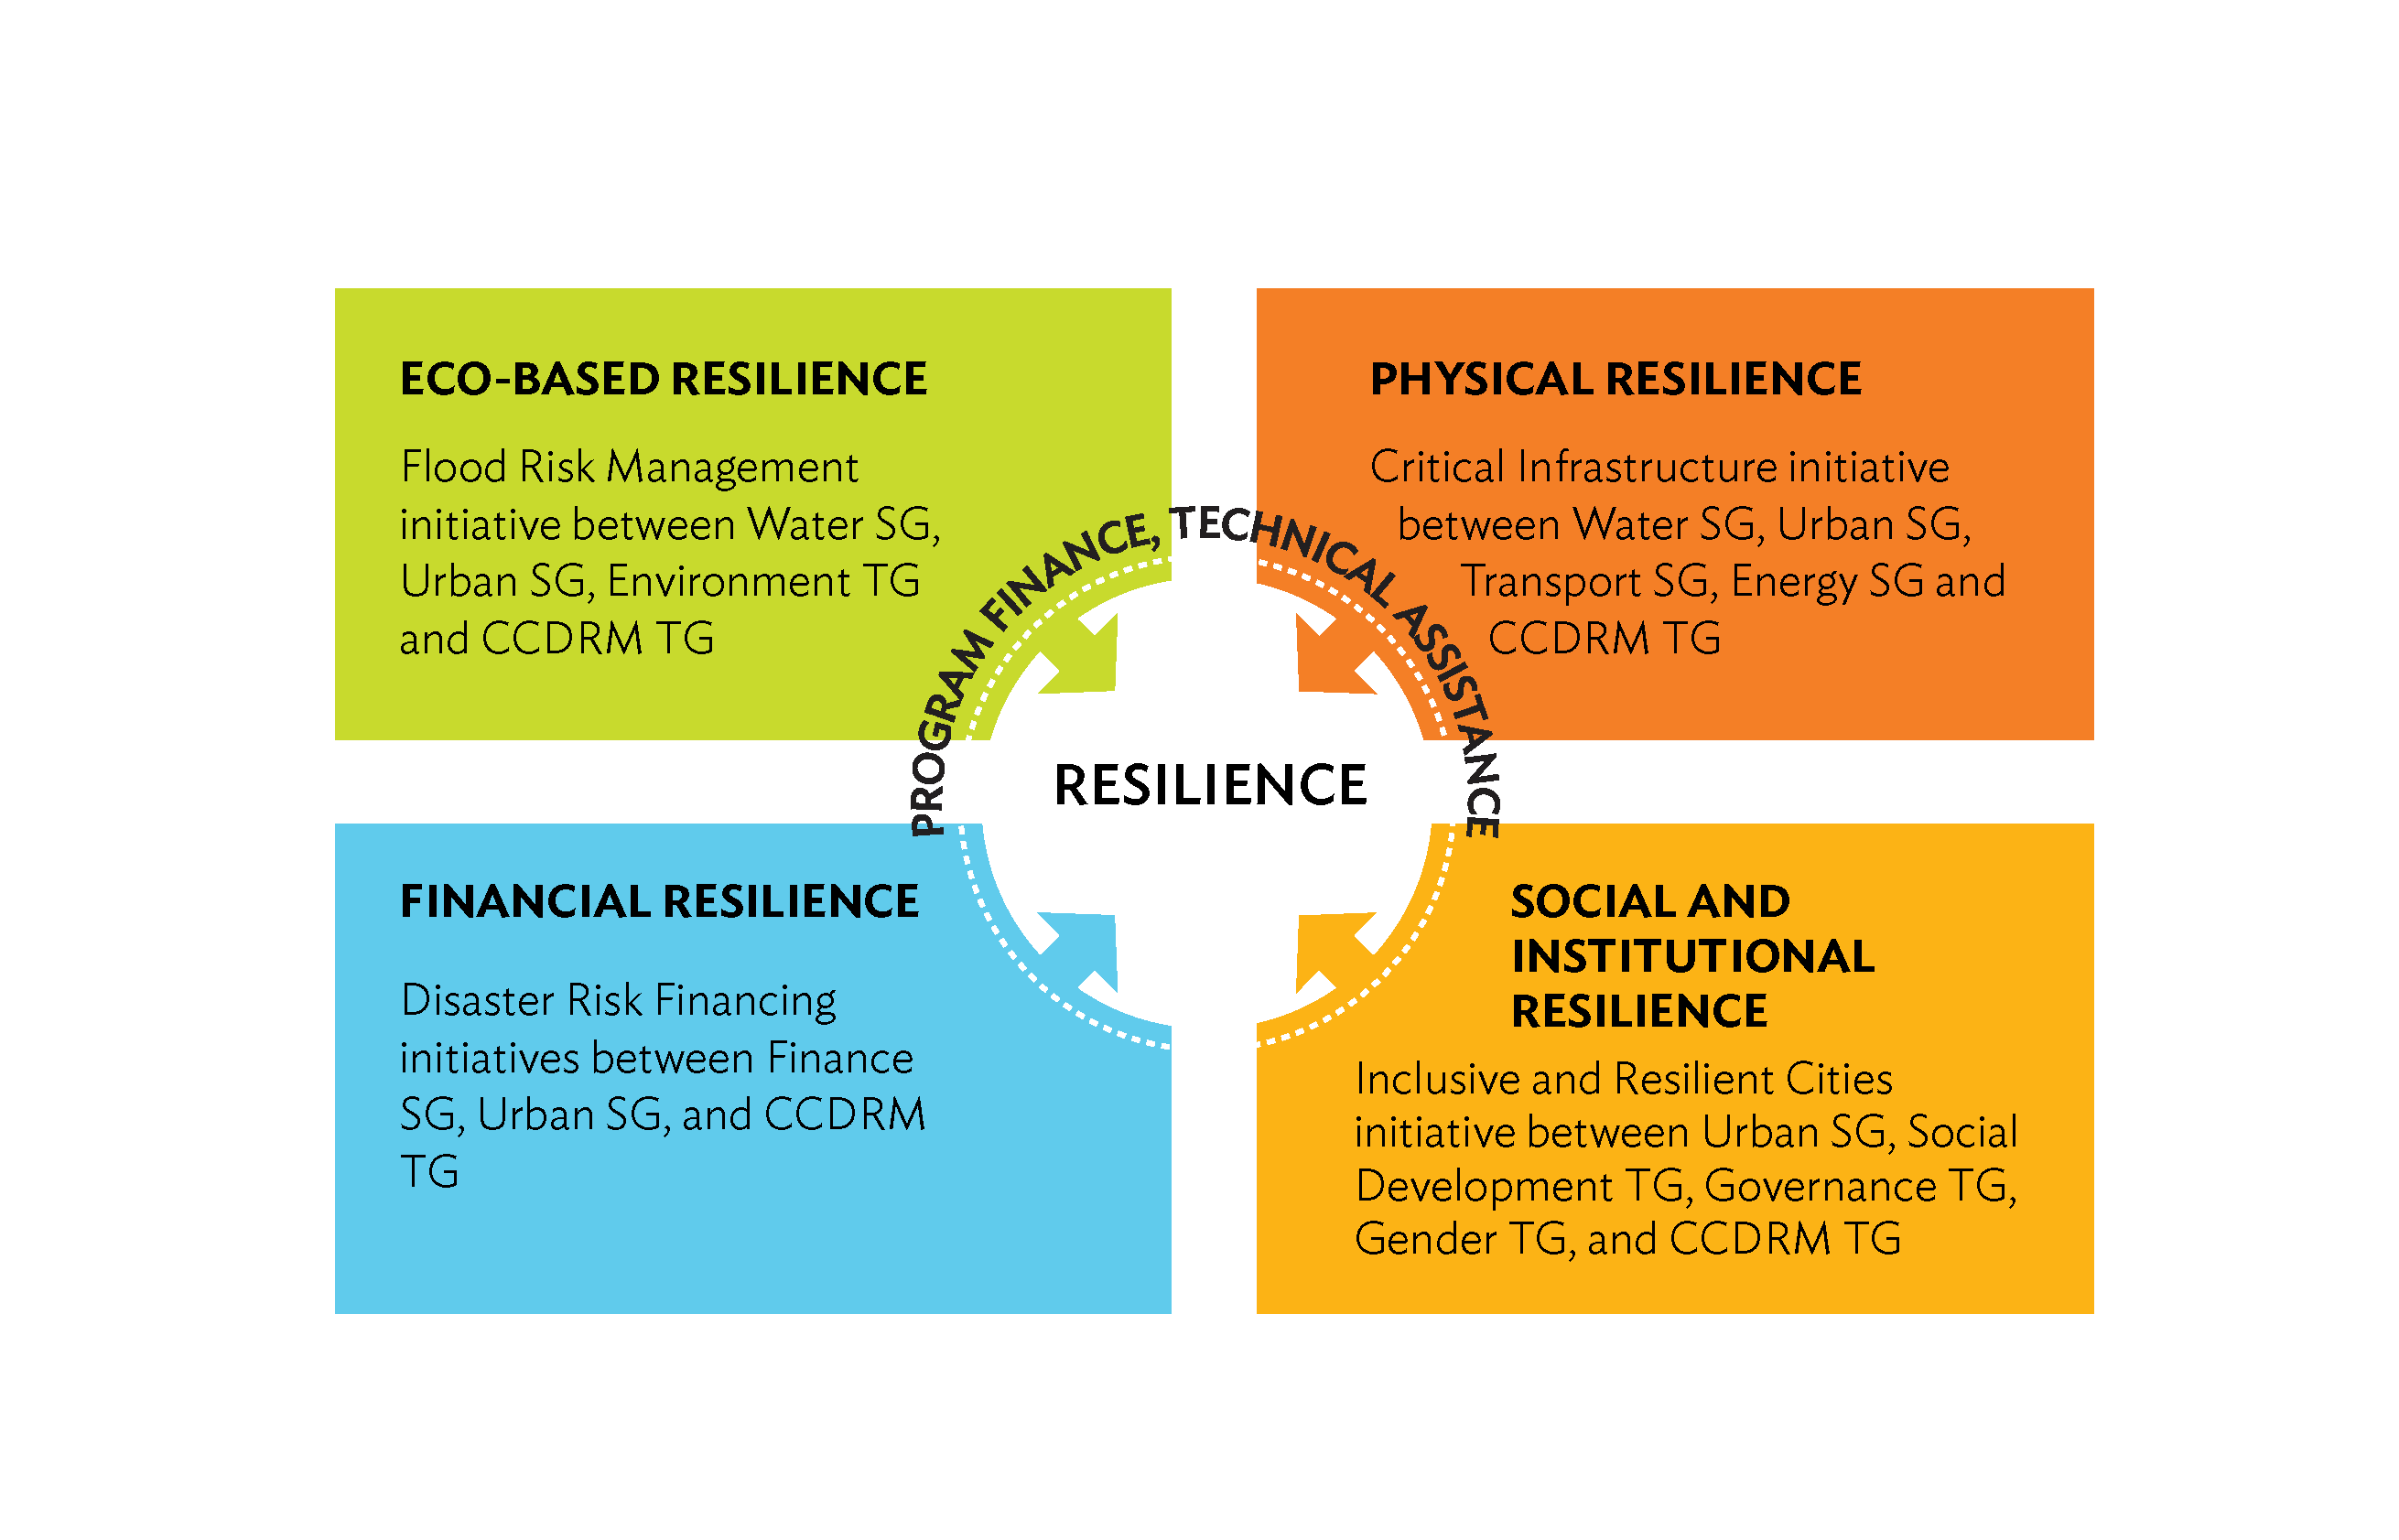 ECO-BASED RESILIENCE
Flood Risk Management
initiative between Water SG,
Urban SG, Environment TG
and CCDRM TG
PHYSICAL RESILIENCE
Critical Infrastructure initiative
between Water SG, Urban SG,
Transport SG, Energy SG and
CCDRM TG
PROGRAM FINANCE, TECHNICAL ASSISTANCE
RESILIENCE
FINANCIAL RESILIENCE
Disaster Risk Financing
initiatives between Finance
SG, Urban SG, and CCDRM
TG
SOCIAL AND
INSTITUTIONAL
RESILIENCE
Inclusive and Resilient Cities
initiative between Urban SG, Social
Development TG, Governance TG,
Gender TG, and CCDRM TG